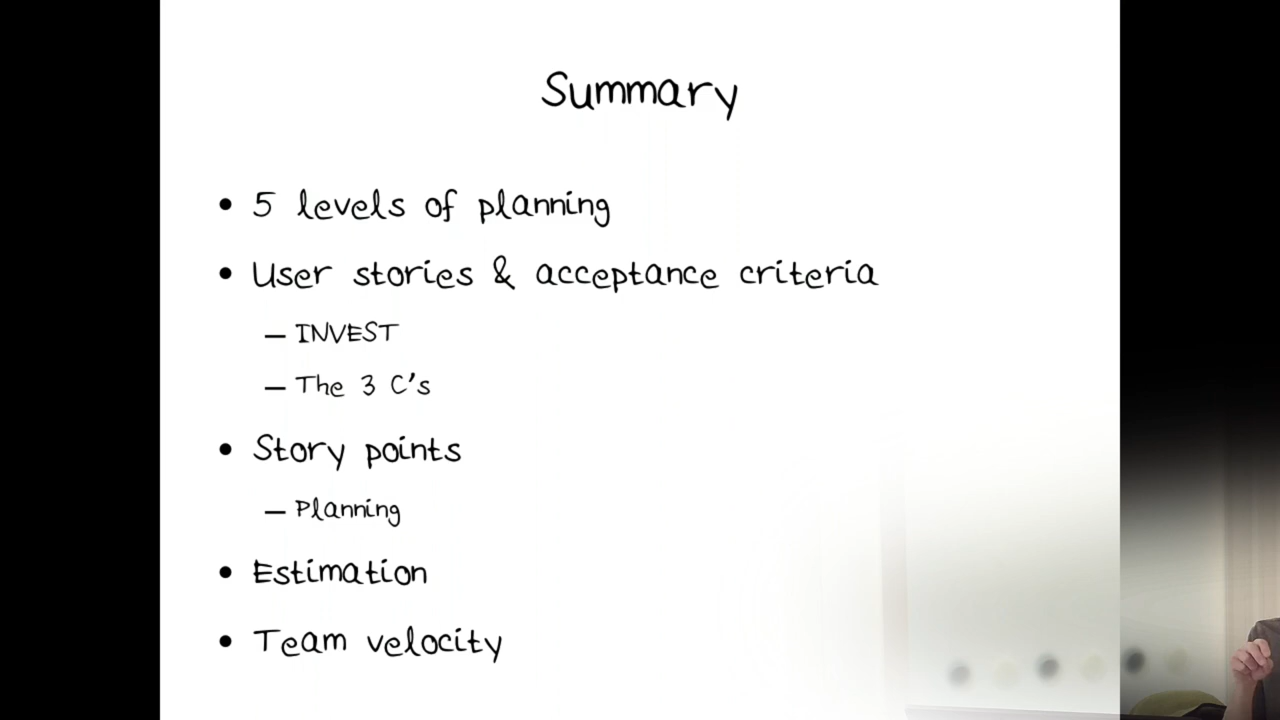 Summary
• 5 levels of planning
• User stories & acceptance criteria
– INVEST
– The 3 C's
• Story points
– Planning
• Estimation
• Team velocity